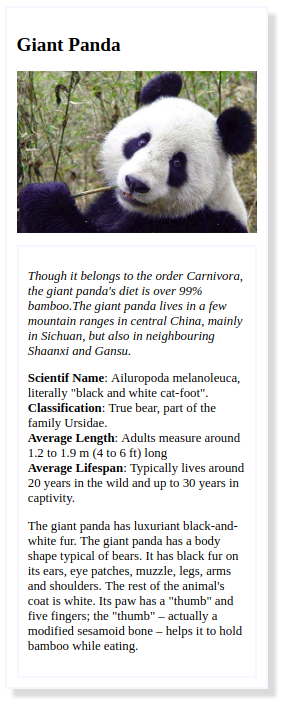 Giant Panda
Though it belongs to the order Carnivora,
the giant panda's diet is over 99%
bamboo.The giant panda lives in a few
mountain ranges in central China, mainly
in Sichuan, but also in neighbouring
Shaanxi and Gansu.
Scientif Name: Ailuropoda melanoleuca,
literally "black and white cat-foot".
Classification: True bear, part of the
family Ursidae.
Average Length: Adults measure around
1.2 to 1.9 m (4 to 6 ft) long
Average Lifespan: Typically lives around
20 years in the wild and up to 30 years in
captivity.
The giant panda has luxuriant black-and-
white fur. The giant panda has a body
shape typical of bears. It has black fur on
its ears, eye patches, muzzle, legs, arms
and shoulders. The rest of the animal's
coat is white. Its paw has a "thumb" and
five fingers; the "thumb" – actually a
modified sesamoid bone – helps it to hold
bamboo while eating.